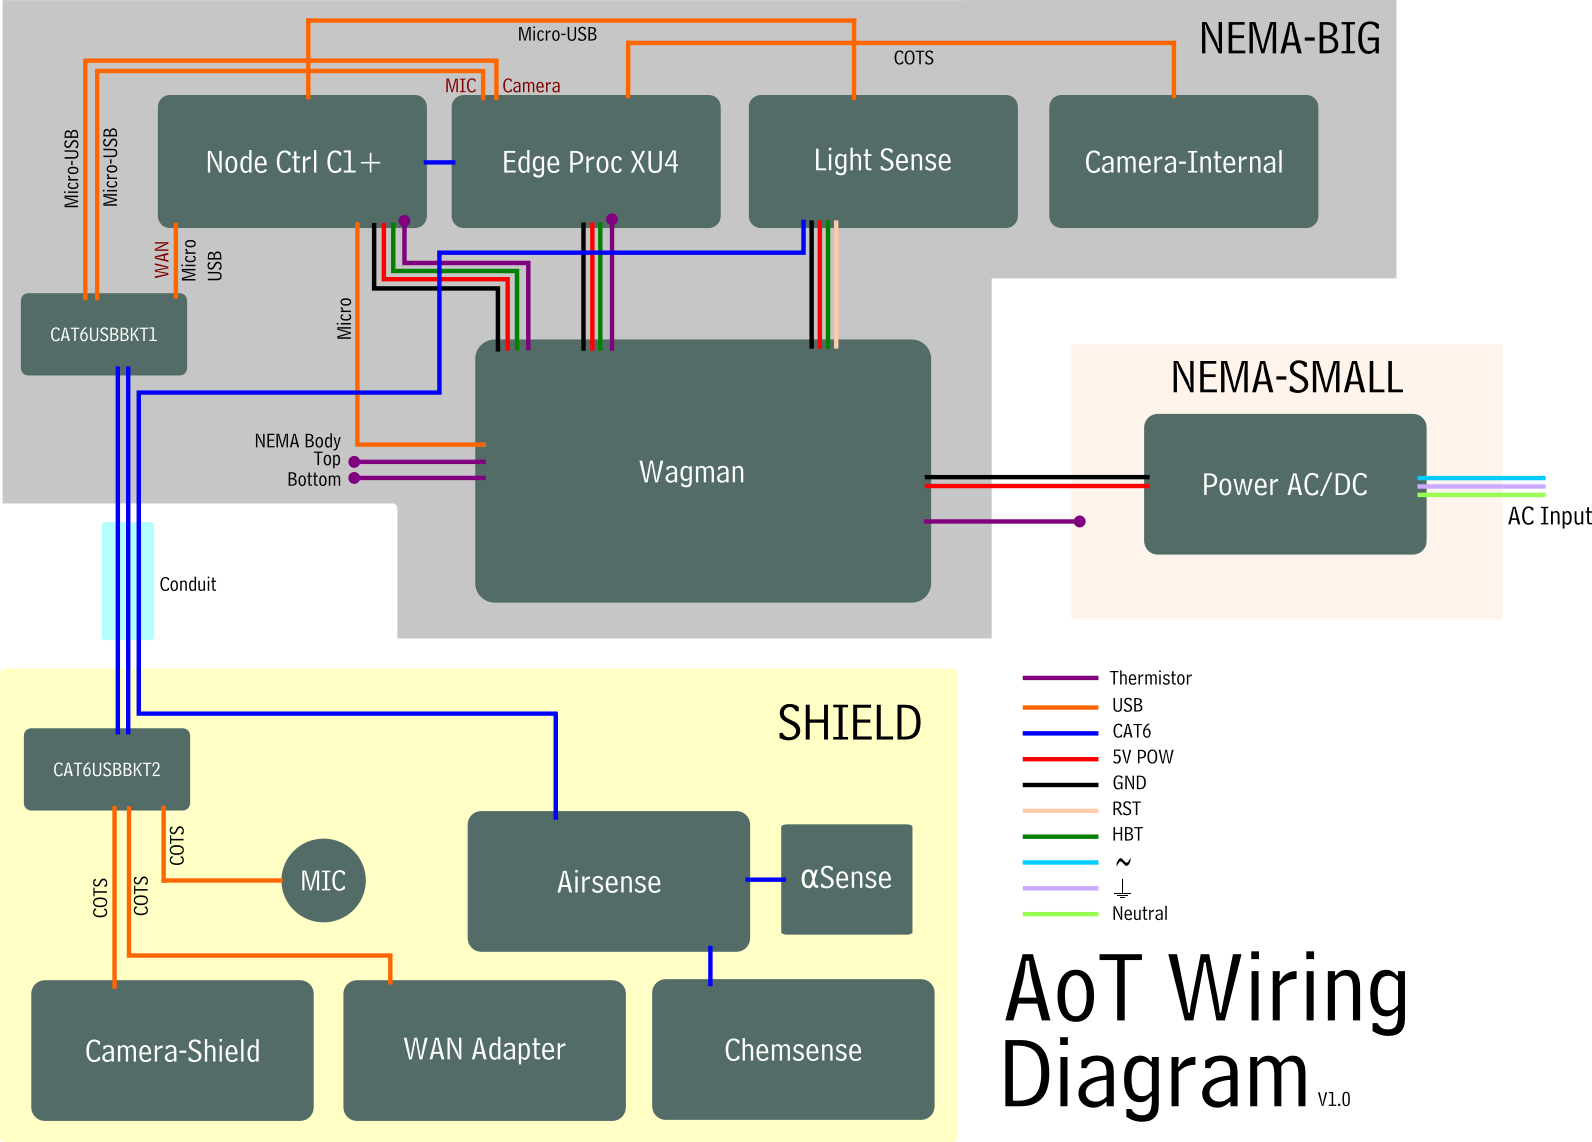 NEMA-BIG
Micro-USB
COTS
MIC
Camera
Micro-USB
Micro-USB
Node Ctrl C1+
Edge Proc XU4
Light Sense
Camera-Internal
WAN
Micro
USB
CAT6USBBKT1
Micro
NEMA Body
Top
Bottom
Wagman
NEMA-SMALL
Power AC/DC
AC Input
Conduit
SHIELD
CAT6USBBKT2
COTS
COTS
COTS
MIC
Airsense
αSense
Camera-Shield
WAN Adapter
Chemsense
Thermistor
USB
CAT6
5V POW
GND
RST
HBT
~
⏚
Neutral
AoT Wiring
Diagram V1.0